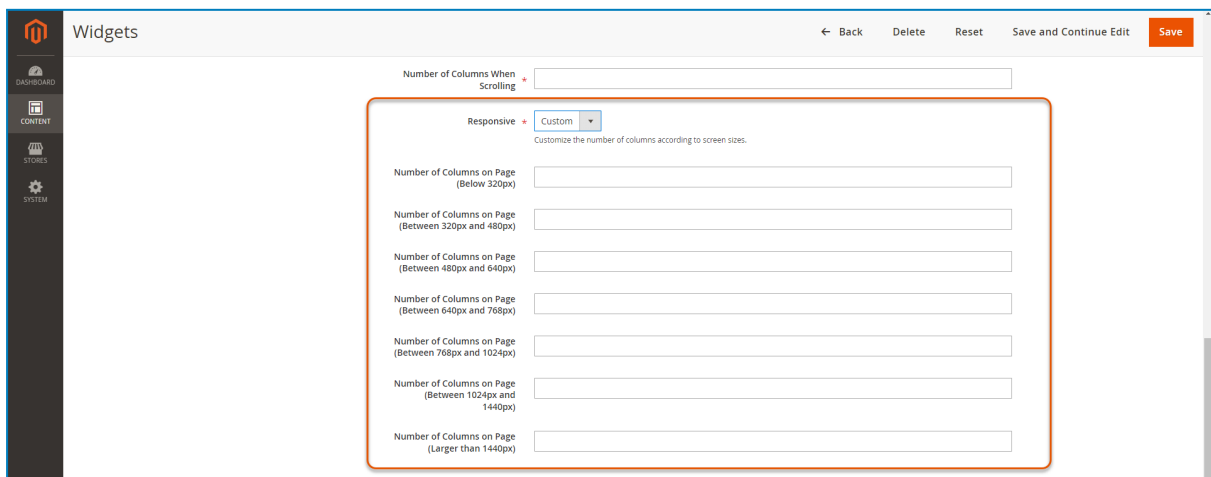 Widgets
← Back Delete Reset Save and Continue Edit Save
DASHBOARD
CONTENT
STORES
SYSTEM
Number of Columns When
Scrolling *
Responsive * Custom
Customize the number of columns according to screen sizes.
Number of Columns on Page
(Below 320px)
Number of Columns on Page
(Between 320px and 480px)
Number of Columns on Page
(Between 480px and 640px)
Number of Columns on Page
(Between 640px and 768px)
Number of Columns on Page
(Between 768px and 1024px)
Number of Columns on Page
(Between 1024px and
1440px)
Number of Columns on Page
(Larger than 1440px)